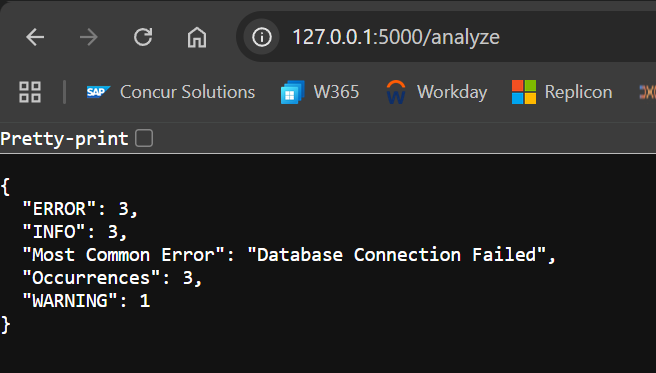 127.0.0.1:5000/analyze
SAP Concur Solutions W365 Workday Replicon
Pretty-print
{
  "ERROR": 3,
  "INFO": 3,
  "Most Common Error": "Database Connection Failed",
  "Occurrences": 3,
  "WARNING": 1
}